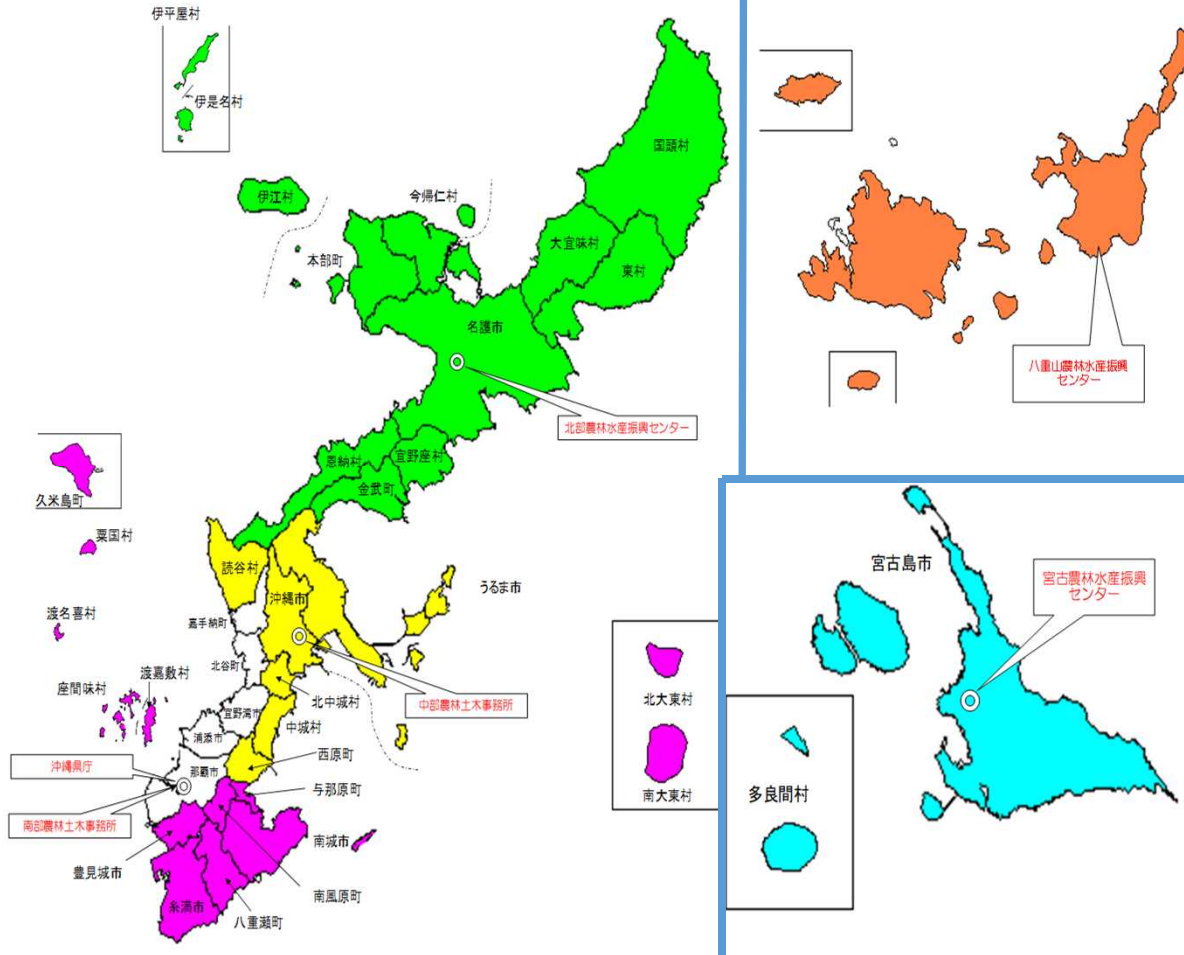 伊平屋村
伊是名村
国頭村
伊江村
今帰仁村
大宜味村
本部町
東村
名護市
北部農林水産振興センター
恩納村
宜野座村
金武町
久米島町
粟国村
読谷村
沖縄市
うるま市
嘉手納町
渡名喜村
北谷町
渡嘉敷村
座間味村
北中城村
中部農林土木事務所
宜野湾市
中城村
浦添市
西原町
沖縄県庁
那覇市
与那原町
南部農林土木事務所
南城市
豊見城市
南風原町
糸満市
八重瀬町
北大東村
南大東村
八重山農林水産振興
センター
宮古島市
宮古農林水産振興
センター
多良間村